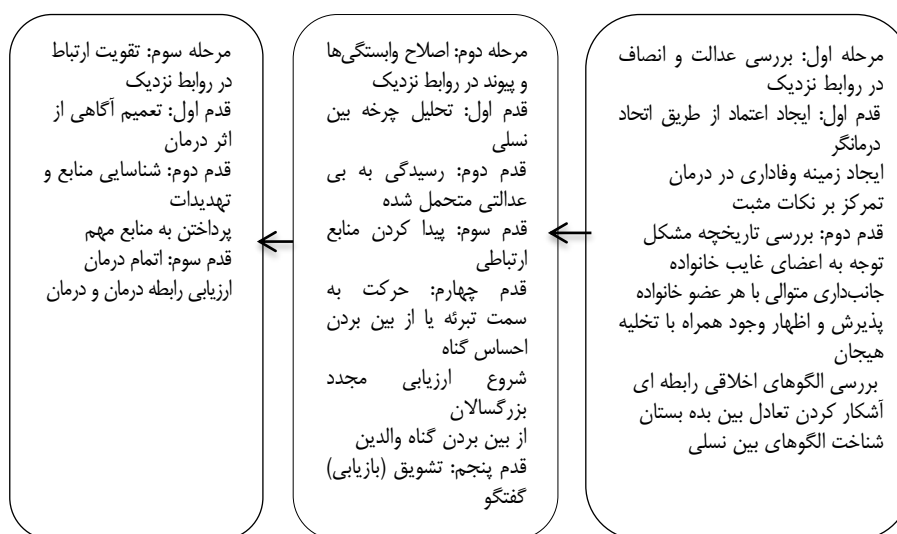 مرحله اول: بررسی عدالت و انصاف
در روابط نزدیک
قدم اول: ایجاد اعتماد از طریق اتحاد
درمانگر
ایجاد زمینه وفاداری در درمان
تمرکز بر نکات مثبت
قدم دوم: بررسی تاریخچه مشکل
توجه به اعضای غایب خانواده
جانب‌داری متوالی با هر عضو خانواده
پذیرش و اظهار وجود همراه با تخلیه
هیجان
بررسی الگوهای اخلاقی رابطه ای
آشکار کردن تعادل بین بده بستان
شناخت الگوهای بین نسلی
مرحله دوم: اصلاح وابستگی‌ها
و پیوند در روابط نزدیک
قدم اول: تحلیل چرخه بین
نسلی
قدم دوم: رسیدگی به بی
عدالتی متحمل شده
قدم سوم: پیدا کردن منابع
ارتباطی
قدم چهارم: حرکت به
سمت تبرئه یا از بین بردن
احساس گناه
شروع ارزیابی مجدد
بزرگسالان
از بین بردن گناه والدین
قدم پنجم: تشویق (بازیابی)
گفتگو
مرحله سوم: تقویت ارتباط
در روابط نزدیک
قدم اول: تعمیم آگاهی از
اثر درمان
قدم دوم: شناسایی منابع و
تهدیدات
پرداختن به منابع مهم
قدم سوم: اتمام درمان
ارزیابی رابطه درمان و درمان